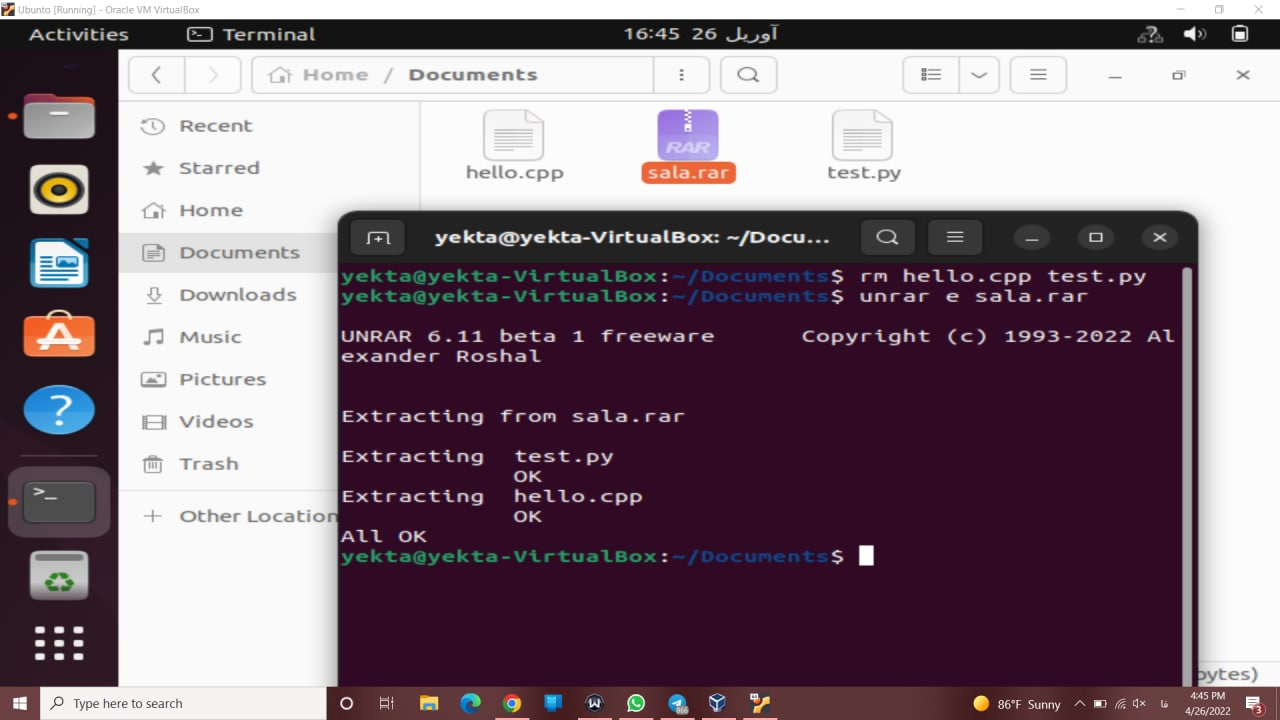 Ubunto [Running] - Oracle VM VirtualBox
Activities
Terminal
16:45 26 آوریل
Home / Documents
Recent
Starred
Home
Documents
Downloads
Music
Pictures
Videos
Trash
Other Location
hello.cpp
RAR
sala.rar
test.py
yekta@yekta-VirtualBox: ~/Docu...
yekta@yekta-VirtualBox:~/Documents$ rm hello.cpp test.py
yekta@yekta-VirtualBox:~/Documents$ unrar e sala.rar
UNRAR 6.11 beta 1 freeware Copyright (c) 1993-2022 Al
exander Roshal
Extracting from sala.rar
Extracting test.py
OK
Extracting hello.cpp
OK
All OK
yekta@yekta-VirtualBox:~/Documents$
bytes)
Type here to search
86°F Sunny
فا
4:45 PM
4/26/2022
3